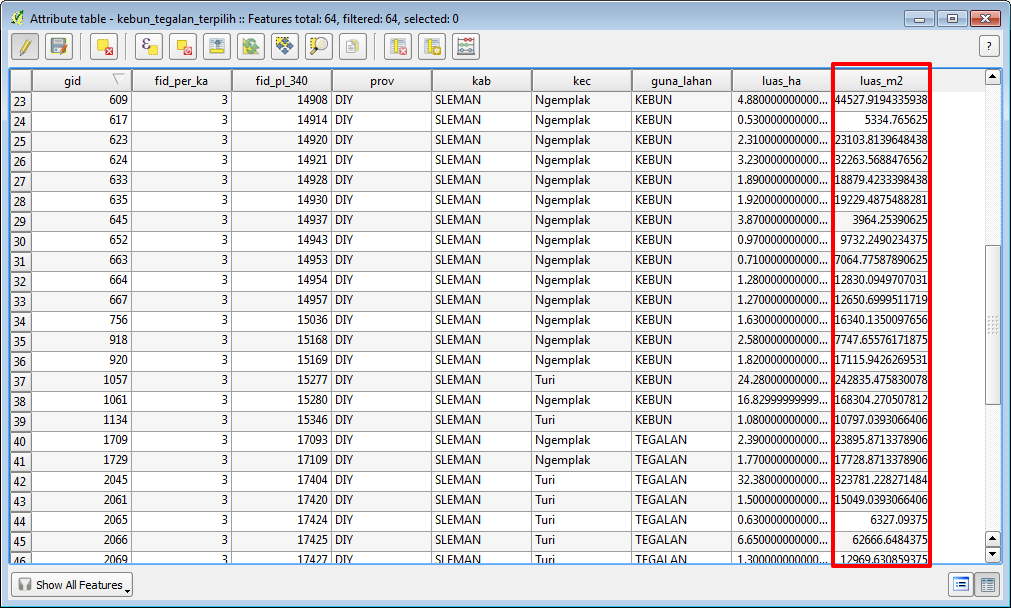 Attribute table - kebun_tegalan_terpilih :: Features total: 64, filtered: 64, selected: 0
?
gid fid_per_ka fid_pl_340 prov kab kec guna_lahan luas_ha luas_m2
23 609 3 14908 DIY SLEMAN Ngemplak KEBUN 4.880000000000... 44527.9194335938
24 617 3 14914 DIY SLEMAN Ngemplak KEBUN 0.530000000000... 5334.765625
25 623 3 14920 DIY SLEMAN Ngemplak KEBUN 2.310000000000... 23103.8139648438
26 624 3 14921 DIY SLEMAN Ngemplak KEBUN 3.230000000000... 32263.5688476562
27 633 3 14928 DIY SLEMAN Ngemplak KEBUN 1.890000000000... 18879.4233398438
28 635 3 14930 DIY SLEMAN Ngemplak KEBUN 1.920000000000... 19229.4875488281
29 645 3 14937 DIY SLEMAN Ngemplak KEBUN 3.870000000000... 3964.25390625
30 652 3 14943 DIY SLEMAN Ngemplak KEBUN 0.970000000000... 9732.2490234375
31 663 3 14953 DIY SLEMAN Ngemplak KEBUN 0.710000000000... 7064.77587890625
32 664 3 14954 DIY SLEMAN Ngemplak KEBUN 1.280000000000... 12830.0949707031
33 667 3 14957 DIY SLEMAN Ngemplak KEBUN 1.270000000000... 12650.6999511719
34 756 3 15036 DIY SLEMAN Ngemplak KEBUN 1.630000000000... 16340.1350097656
35 918 3 15168 DIY SLEMAN Ngemplak KEBUN 2.580000000000... 7747.65576171875
36 920 3 15169 DIY SLEMAN Ngemplak KEBUN 1.820000000000... 17115.9426269531
37 1057 3 15277 DIY SLEMAN Turi KEBUN 24.28000000000... 242835.475830078
38 1061 3 15280 DIY SLEMAN Ngemplak KEBUN 16.82999999999... 168304.270507812
39 1134 3 15346 DIY SLEMAN Turi KEBUN 1.080000000000... 10797.0393066406
40 1709 3 17093 DIY SLEMAN Ngemplak TEGALAN 2.390000000000... 23895.8713378906
41 1729 3 17109 DIY SLEMAN Ngemplak TEGALAN 1.770000000000... 17728.8713378906
42 2045 3 17404 DIY SLEMAN Turi TEGALAN 32.38000000000... 323781.228271484
43 2061 3 17420 DIY SLEMAN Turi TEGALAN 1.500000000000... 15049.0393066406
44 2065 3 17424 DIY SLEMAN Turi TEGALAN 0.630000000000... 6327.09375
45 2066 3 17425 DIY SLEMAN Turi TEGALAN 6.650000000000... 62666.6484375
46 2069 3 17427 DIY SLEMAN Turi TEGALAN 1.300000000000... 12969.630859375
Show All Features